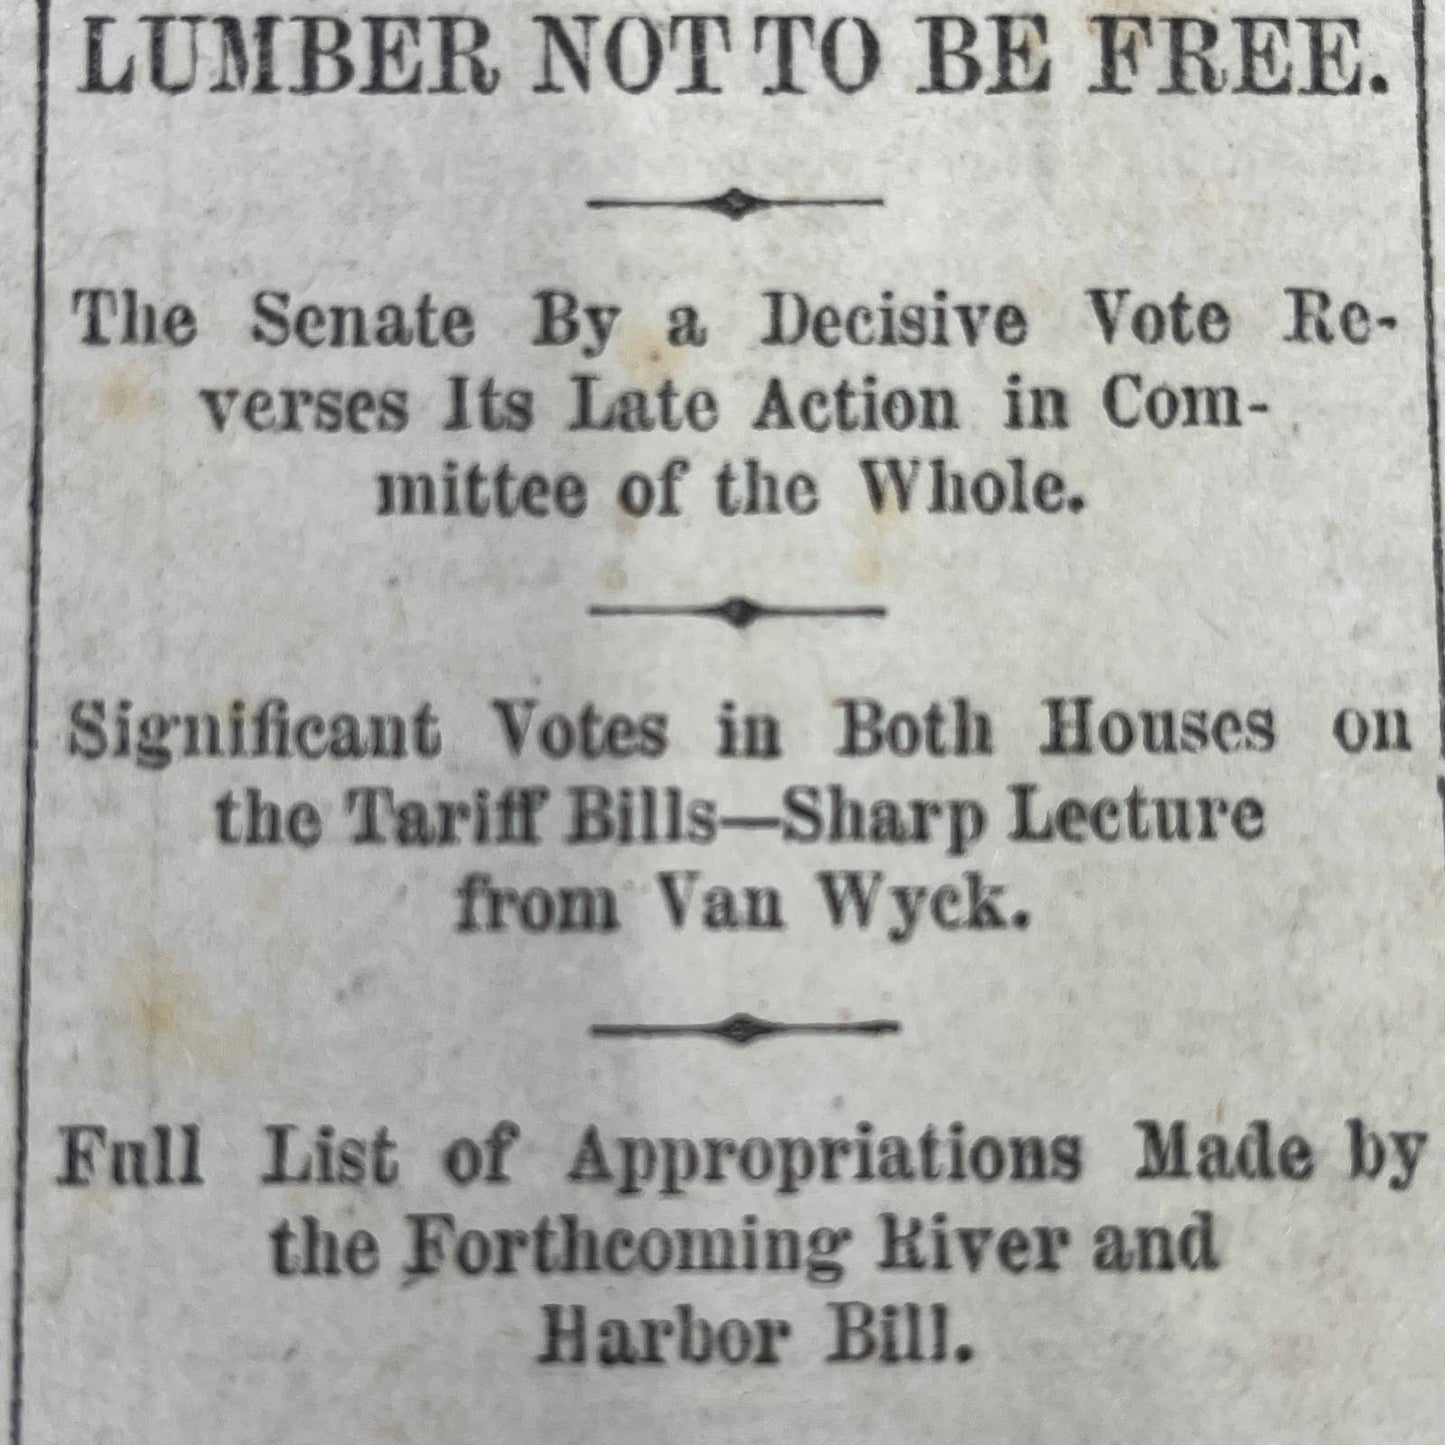 LUMBER NOT TO BE FREE.
The Senate By a Decisive Vote Re-
verses Its Late Action in Com-
mittee of the Whole.
Significant Votes in Both Houses on
the Tariff Bills—Sharp Lecture
from Van Wyck.
Full List of Appropriations Made by
the Forthcoming River and
Harbor Bill.